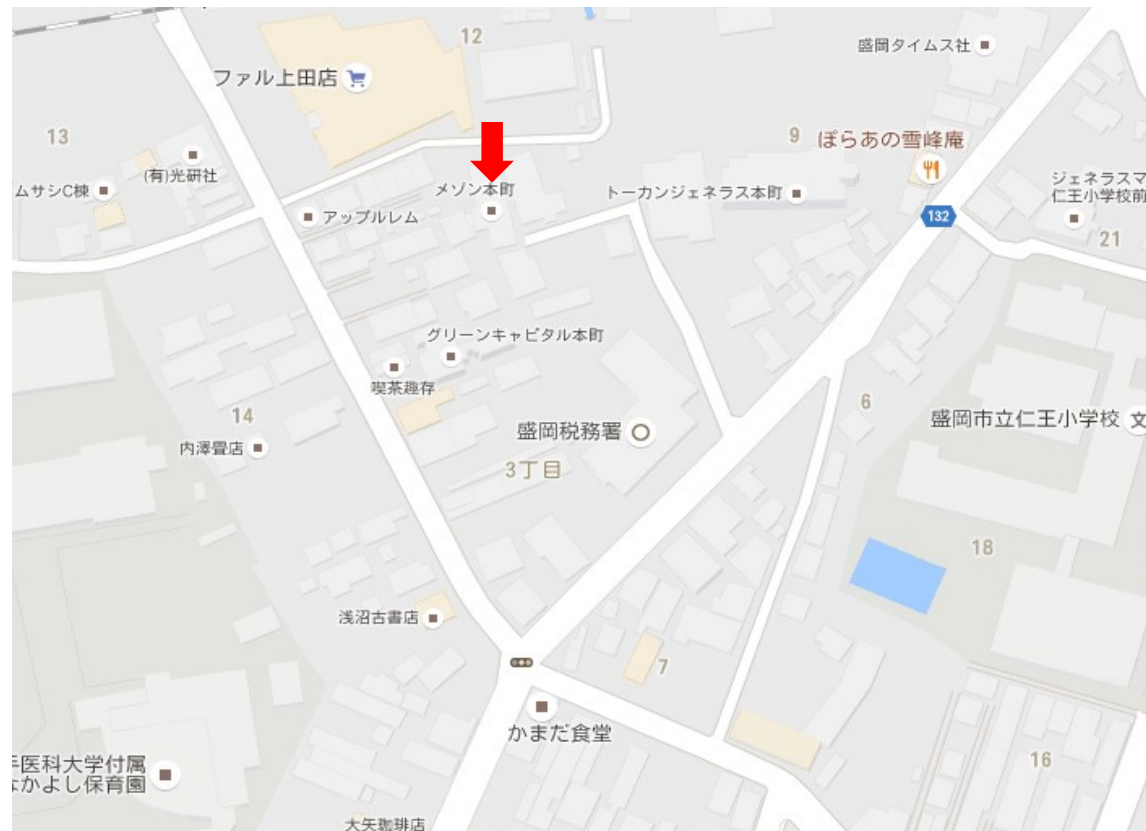 12
盛岡タイムス社
ファル上田店
13
9
ぽらあの雪峰庵
(有)光研社
ムサシC棟
メゾン本町
トーカンジェネラス本町
ジェネラスマ
仁王小学校前
アップルレム
132
21
グリーンキャピタル本町
喫茶趣存
14
6
盛岡市立仁王小学校
文
盛岡税務署
内澤畳店
3丁目
18
浅沼古書店
7
かまだ食堂
16
手医科大学付属
なかよし保育園
大矢珈琲店